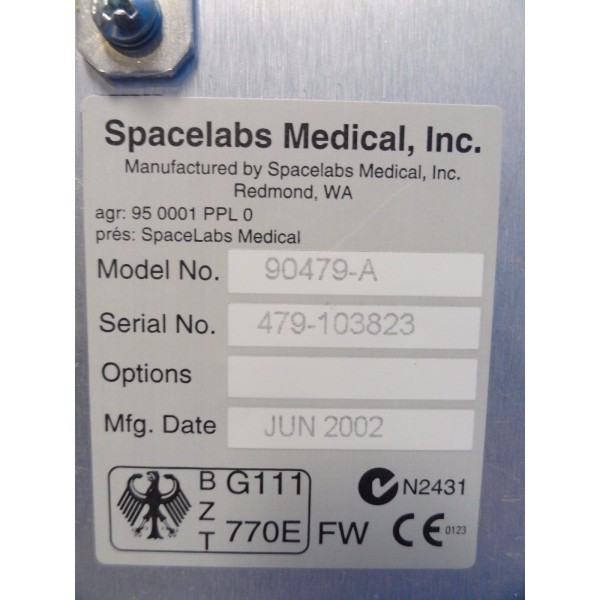 Spacelabs Medical, Inc.
Manufactured by Spacelabs Medical, Inc.
Redmond, WA
agr: 95 0001 PPL 0
prés: SpaceLabs Medical
Model No. 90479-A
Serial No. 479-103823
Options
Mfg. Date JUN 2002
BZT G111 770E FW
N2431
CE 0123